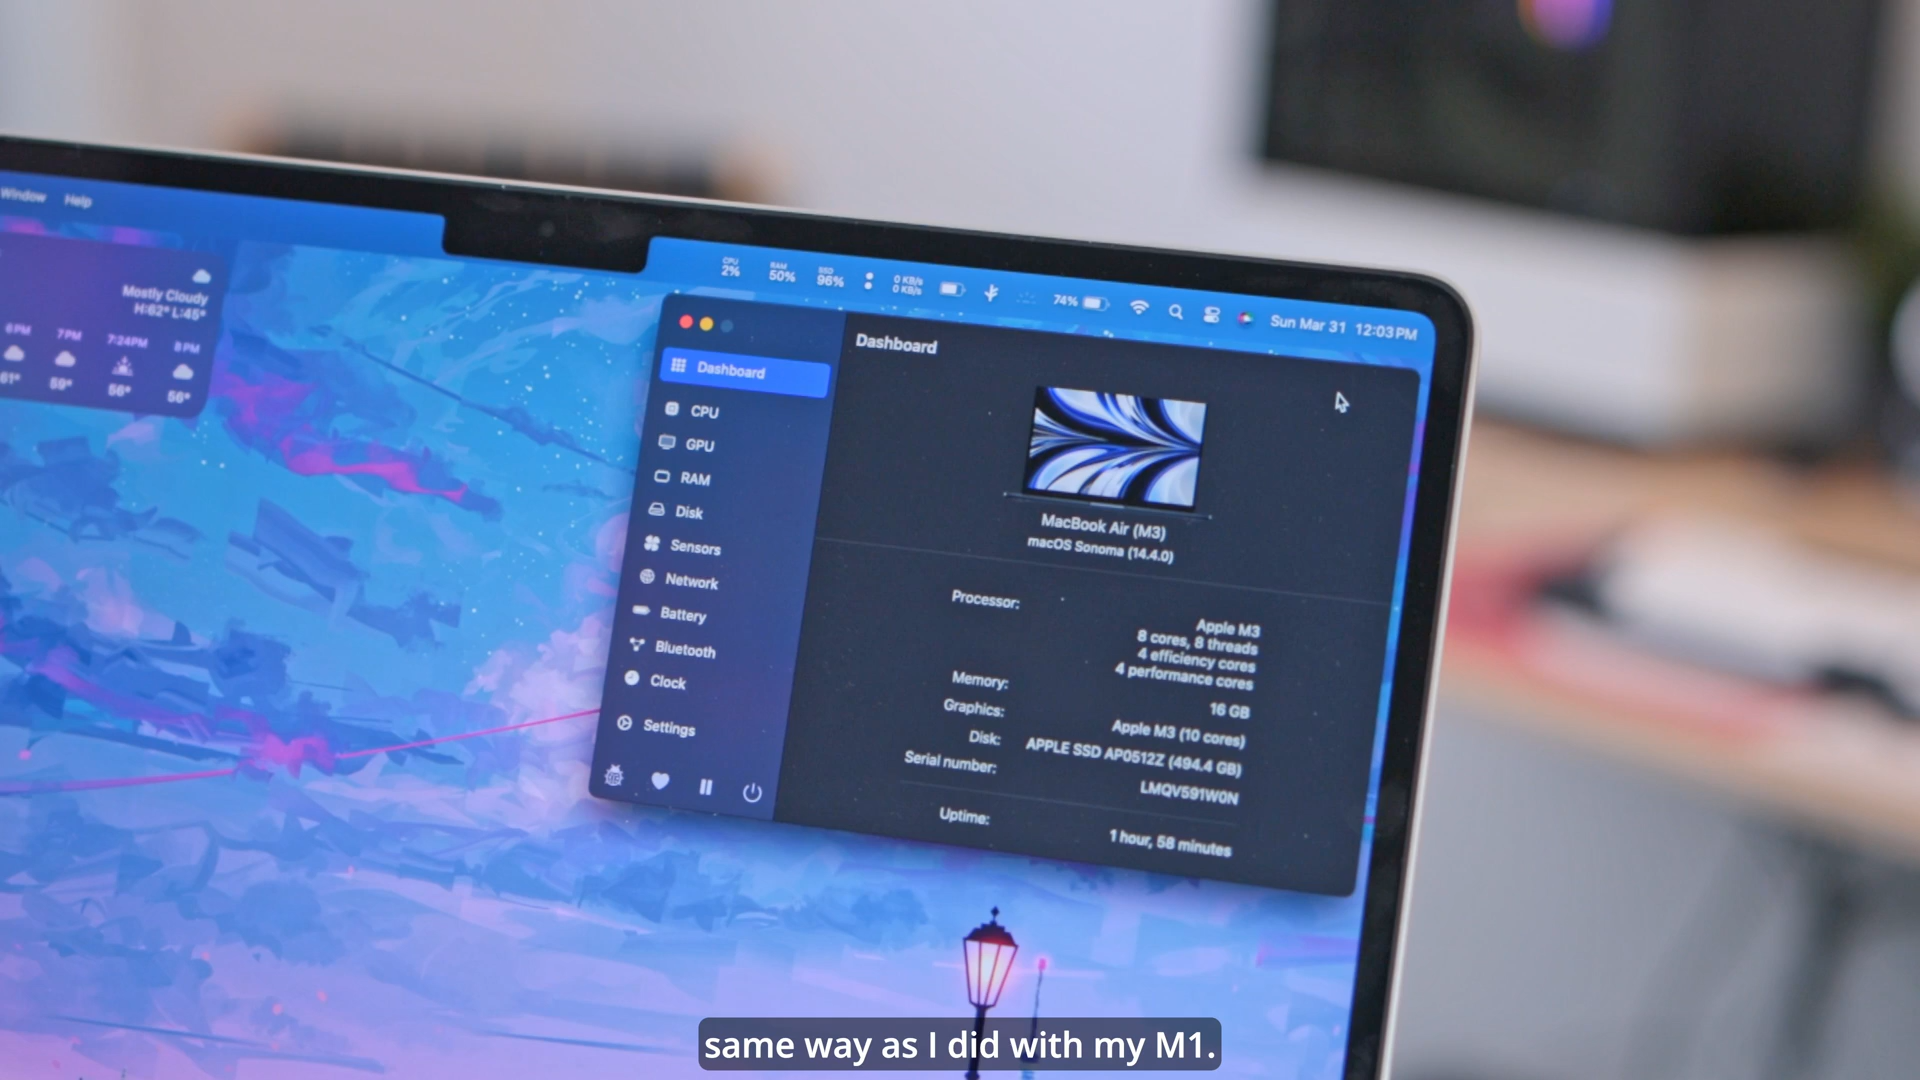 Window Help
CPU 2% RAM 50% SSD 96% 0 KB/s 0 KB/s 74% Sun Mar 31 12:03 PM
Mostly Cloudy
H:62° L:45°
6PM 7PM 7:24PM 8PM
61° 59° 56° 56°
Dashboard
CPU
GPU
RAM
Disk
Sensors
Network
Battery
Bluetooth
Clock
Settings
Dashboard
MacBook Air (M3)
macOS Sonoma (14.4.0)
Processor:
Apple M3
8 cores, 8 threads
4 efficiency cores
4 performance cores
Memory: 16 GB
Graphics: Apple M3 (10 cores)
Disk: APPLE SSD AP0512Z (494.4 GB)
Serial number: LMQV591W0N
Uptime: 1 hour, 58 minutes
same way as I did with my M1.